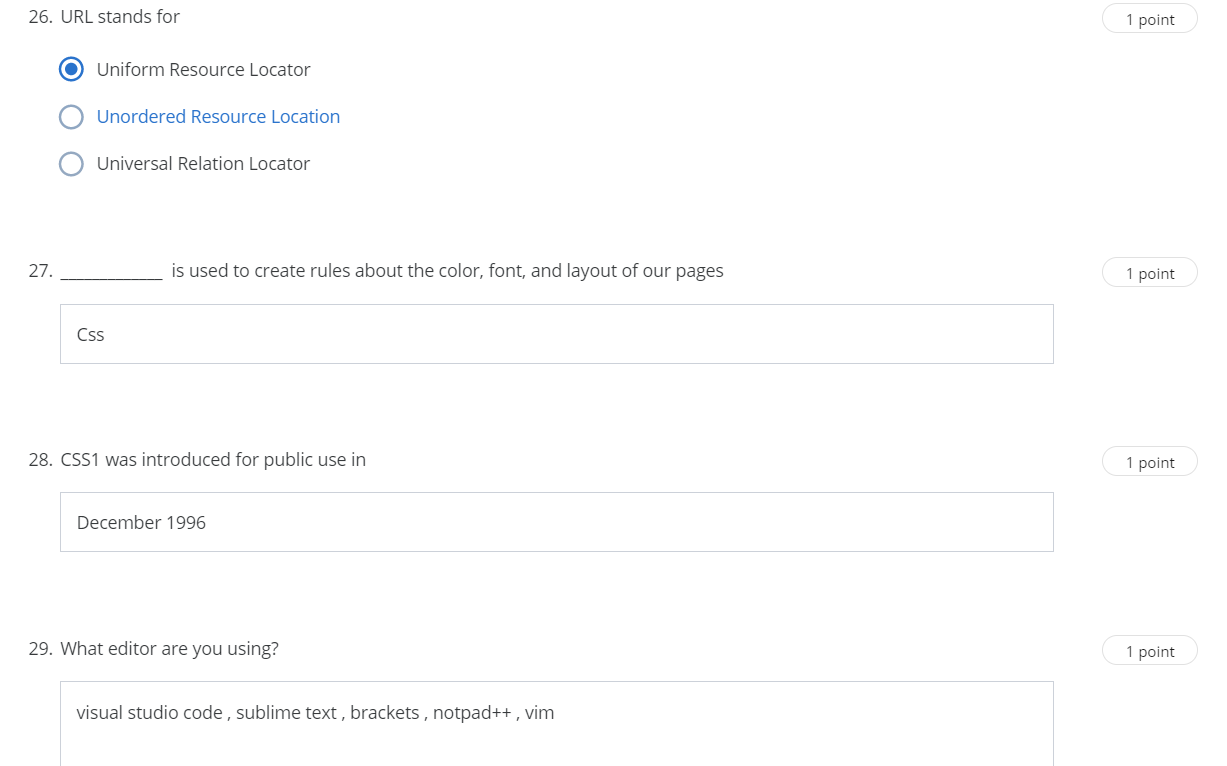 26. URL stands for
1 point
Uniform Resource Locator
Unordered Resource Location
Universal Relation Locator
27. _____________ is used to create rules about the color, font, and layout of our pages
1 point
Css
28. CSS1 was introduced for public use in
1 point
December 1996
29. What editor are you using?
1 point
visual studio code , sublime text , brackets , notpad++ , vim